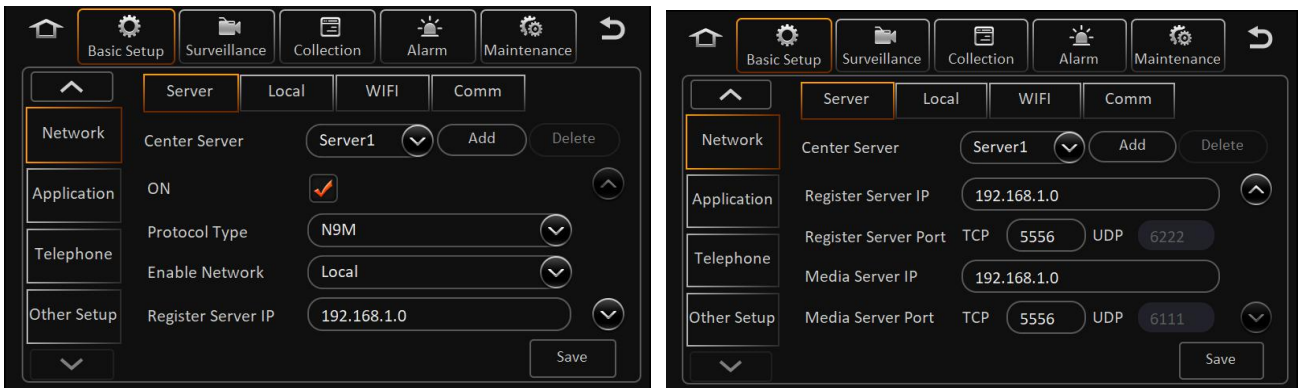 Basic Setup Surveillance Collection Alarm Maintenance
Server Local WIFI Comm
Network Center Server Server1 Add Delete
Application ON
Protocol Type N9M
Telephone Enable Network Local
Other Setup Register Server IP 192.168.1.0
Save
Basic Setup Surveillance Collection Alarm Maintenance
Server Local WIFI Comm
Network Center Server Server1 Add Delete
Application Register Server IP 192.168.1.0
Register Server Port TCP 5556 UDP 6222
Telephone Media Server IP 192.168.1.0
Other Setup Media Server Port TCP 5556 UDP 6111
Save